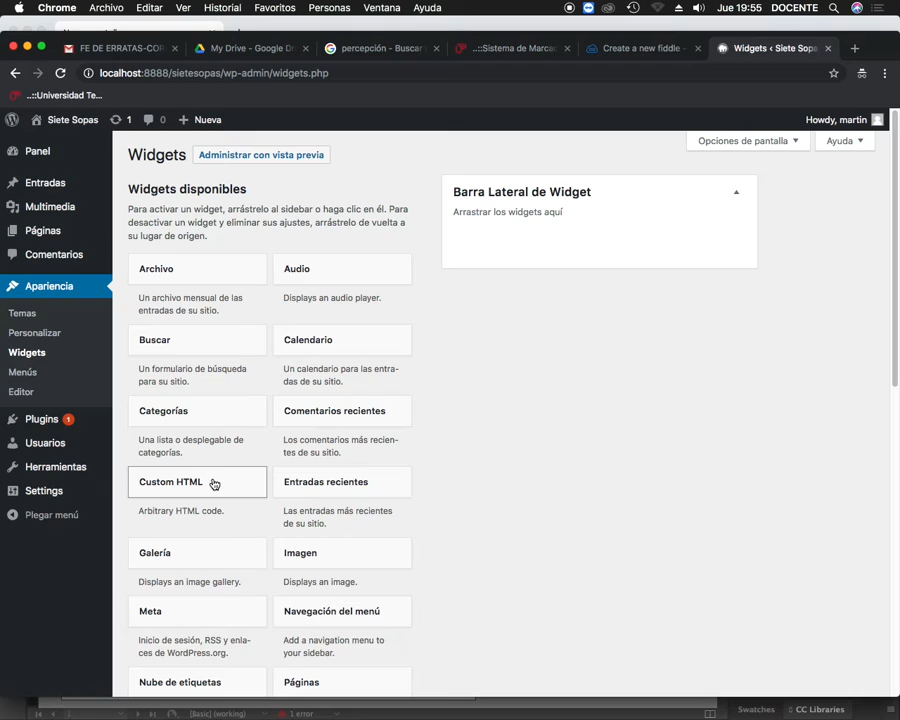 Chrome Archivo Editar Ver Historial Favoritos Personas Ventana Ayuda Jue 19:55 DOCENTE
FE DE ERRATAS-COR My Drive - Google D percepción - Buscar ..::Sistema de Marca Create a new fiddle - Widgets ‹ Siete Sopa
localhost:8888/sietesopas/wp-admin/widgets.php
..::Universidad Te...
Siete Sopas 1 0 Nueva Howdy, martin
Opciones de pantalla Ayuda
Panel
Entradas
Multimedia
Páginas
Comentarios
Apariencia
Temas
Personalizar
Widgets
Menús
Editor
Plugins 1
Usuarios
Herramientas
Settings
Plegar menú
Widgets Administrar con vista previa
Widgets disponibles
Para activar un widget, arrástrelo al sidebar o haga clic en él. Para
desactivar un widget y eliminar sus ajustes, arrástrelo de vuelta a
su lugar de origen.
Archivo
Un archivo mensual de las
entradas de su sitio.
Audio
Displays an audio player.
Buscar
Un formulario de búsqueda
para su sitio.
Calendario
Un calendario para las entra-
das de su sitio.
Categorías
Una lista o desplegable de
categorías.
Comentarios recientes
Los comentarios más recien-
tes de su sitio.
Custom HTML
Arbitrary HTML code.
Entradas recientes
Las entradas más recientes
de su sitio.
Galería
Displays an image gallery.
Imagen
Displays an image.
Meta
Inicio de sesión, RSS y enla-
ces de WordPress.org.
Navegación del menú
Add a navigation menu to
your sidebar.
Nube de etiquetas
Páginas
Barra Lateral de Widget
Arrastrar los widgets aquí
[Basic] (working) 1 error Swatches CC Libraries